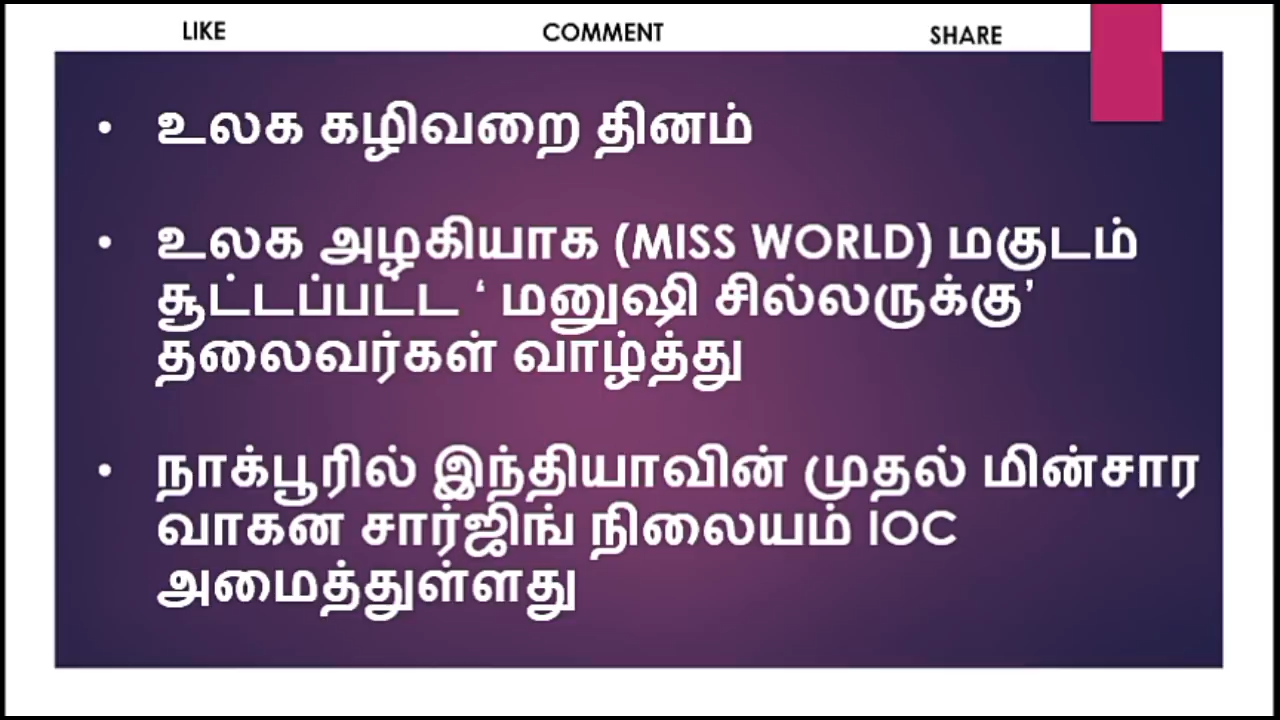 LIKE COMMENT SHARE
• உலக கழிவறை தினம்
• உலக அழகியாக (MISS WORLD) மகுடம்
சூட்டப்பட்ட ‘ மனுஷி சில்லருக்கு’
தலைவர்கள் வாழ்த்து
• நாக்பூரில் இந்தியாவின் முதல் மின்சார
வாகன சார்ஜிங் நிலையம் IOC
அமைத்துள்ளது